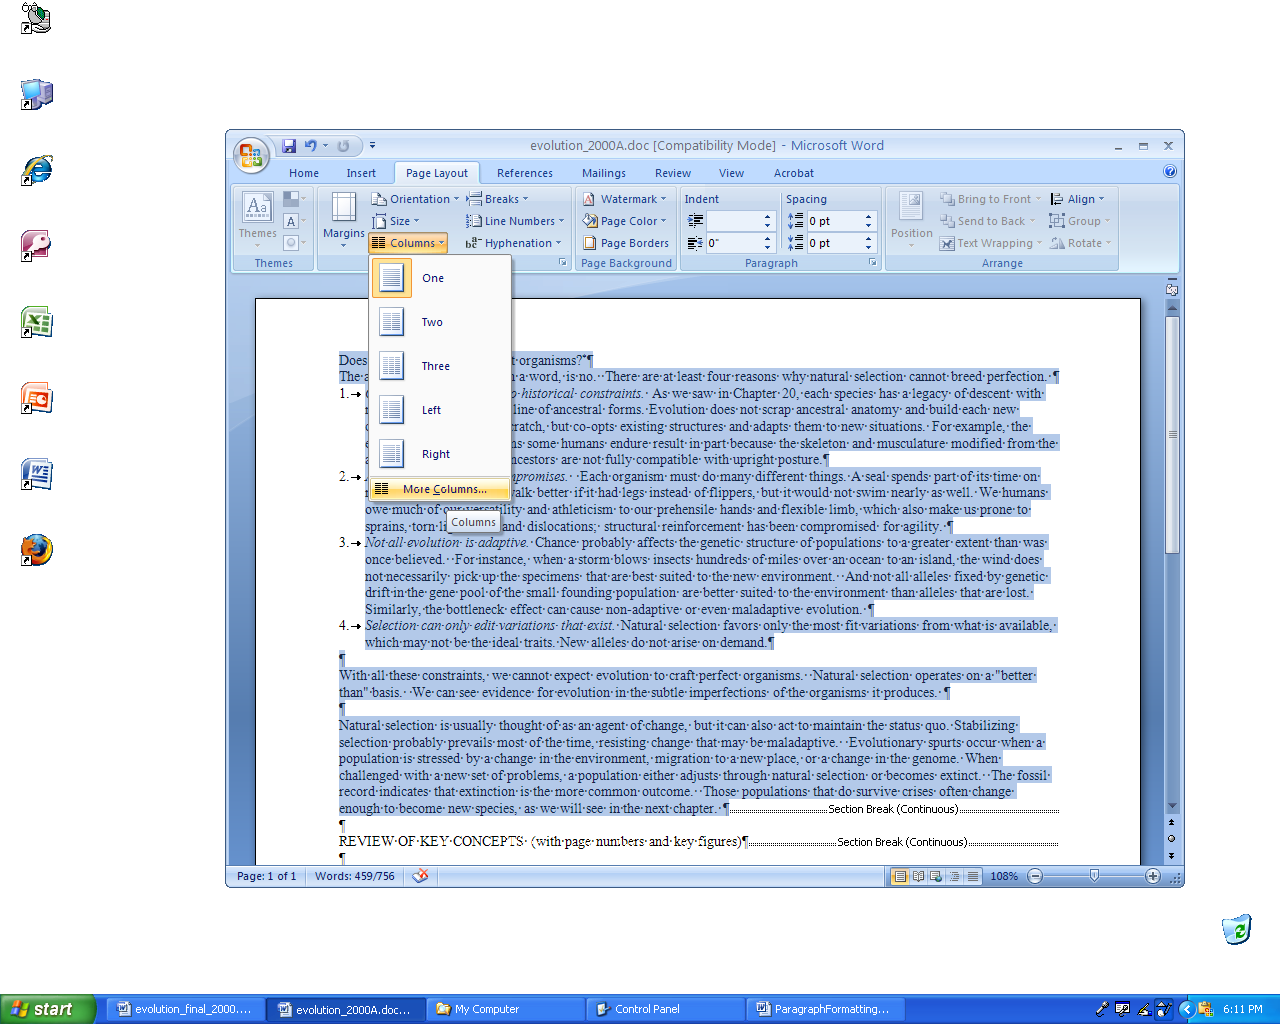 evolution_2000A.doc [Compatibility Mode] - Microsoft Word
Home Insert Page Layout References Mailings Review View Acrobat
Aa Themes Margins Orientation Size Columns Breaks Line Numbers Hyphenation Watermark Page Color Page Borders Indent Spacing 0" 0 pt 0 pt Position Bring to Front Send to Back Text Wrapping Align Group Rotate
Themes Page Background Paragraph Arrange
One
Two
Three
Left
Right
More Columns...
Columns
Does t organisms?"¶
The a n a word, is no. There are at least four reasons why natural selection cannot breed perfection. ¶
1. o historical constraints. As we saw in Chapter 20, each species has a legacy of descent with
line of ancestral forms. Evolution does not scrap ancestral anatomy and build each new
cratch, but co-opts existing structures and adapts them to new situations. For example, the
ns some humans endure result in part because the skeleton and musculature modified from the
ncestors are not fully compatible with upright posture.¶
2. mpromises. Each organism must do many different things. A seal spends part of its time on
walk better if it had legs instead of flippers, but it would not swim nearly as well. We humans
owe much of our versatility and athleticism to our prehensile hands and flexible limb, which also make us prone to
sprains, torn li and dislocations; structural reinforcement has been compromised for agility. ¶
3. Not all evolution is adaptive. Chance probably affects the genetic structure of populations to a greater extent than was
once believed. For instance, when a storm blows insects hundreds of miles over an ocean to an island, the wind does
not necessarily pick up the specimens that are best suited to the new environment. And not all alleles fixed by genetic
drift in the gene pool of the small founding population are better suited to the environment than alleles that are lost.
Similarly, the bottleneck effect can cause non-adaptive or even maladaptive evolution. ¶
4. Selection can only edit variations that exist. Natural selection favors only the most fit variations from what is available,
which may not be the ideal traits. New alleles do not arise on demand.¶
¶
With all these constraints, we cannot expect evolution to craft perfect organisms. Natural selection operates on a "better
than" basis. We can see evidence for evolution in the subtle imperfections of the organisms it produces. ¶
¶
Natural selection is usually thought of as an agent of change, but it can also act to maintain the status quo. Stabilizing
selection probably prevails most of the time, resisting change that may be maladaptive. Evolutionary spurts occur when a
population is stressed by a change in the environment, migration to a new place, or a change in the genome. When
challenged with a new set of problems, a population either adjusts through natural selection or becomes extinct. The fossil
record indicates that extinction is the more common outcome. Those populations that do survive crises often change
enough to become new species, as we will see in the next chapter. ¶ Section Break (Continuous)
¶
REVIEW OF KEY CONCEPTS (with page numbers and key figures)¶ Section Break (Continuous)
¶
Page: 1 of 1 Words: 459/756 108%
start evolution_final_2000.... evolution_2000A.doc... My Computer Control Panel ParagraphFormatting... 6:11 PM